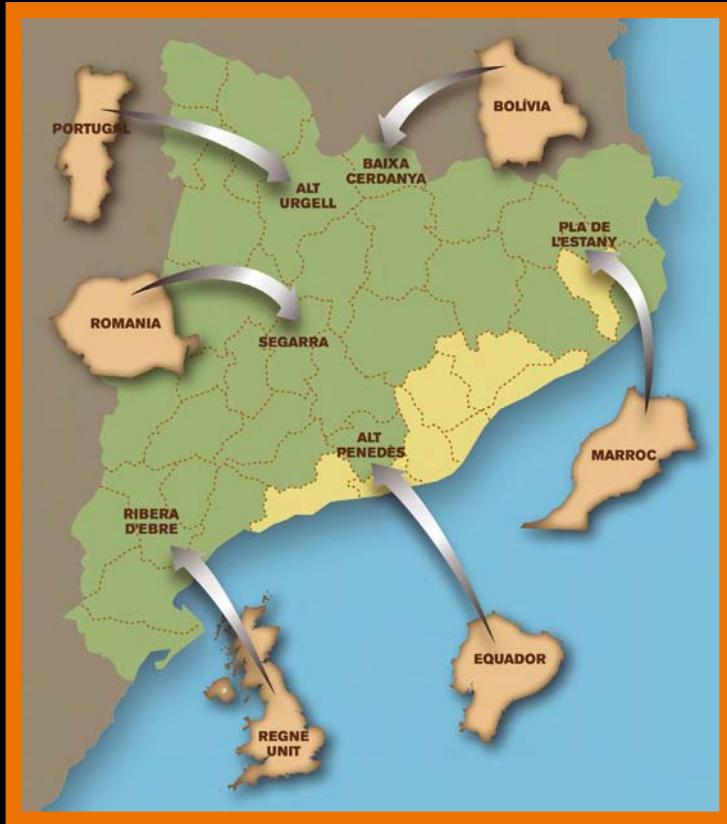 PORTUGAL
BOLÍVIA
BAIXA
CERDANYA
ALT
URGELL
PLA DE
L'ESTANY
ROMANIA
SEGARRA
ALT
PENEDÈS
MARROC
RIBERA
D'EBRE
EQUADOR
REGNE
UNIT